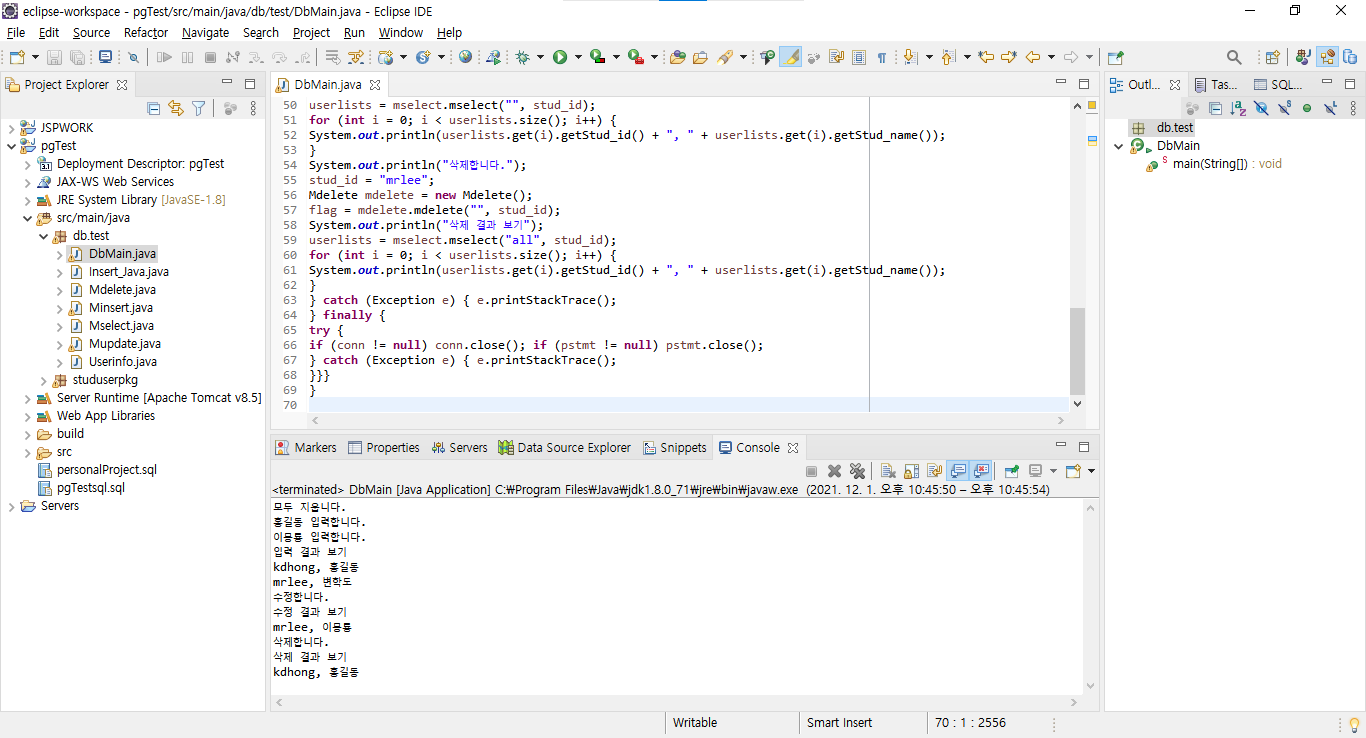 eclipse-workspace - pgTest/src/main/java/db/test/DbMain.java - Eclipse IDE
File Edit Source Refactor Navigate Search Project Run Window Help
Project Explorer
JSPWORK
pgTest
Deployment Descriptor: pgTest
JAX-WS Web Services
JRE System Library [JavaSE-1.8]
src/main/java
db.test
DbMain.java
Insert_Java.java
Mdelete.java
Minsert.java
Mselect.java
Mupdate.java
Userinfo.java
studuserpkg
Server Runtime [Apache Tomcat v8.5]
Web App Libraries
build
src
personalProject.sql
pgTestsql.sql
Servers
DbMain.java
50 userlists = mselect.mselect("", stud_id);
51 for (int i = 0; i < userlists.size(); i++) {
52 System.out.println(userlists.get(i).getStud_id() + ", " + userlists.get(i).getStud_name());
53 }
54 System.out.println("삭제합니다.");
55 stud_id = "mrlee";
56 Mdelete mdelete = new Mdelete();
57 flag = mdelete.mdelete("", stud_id);
58 System.out.println("삭제 결과 보기");
59 userlists = mselect.mselect("all", stud_id);
60 for (int i = 0; i < userlists.size(); i++) {
61 System.out.println(userlists.get(i).getStud_id() + ", " + userlists.get(i).getStud_name());
62 }
63 } catch (Exception e) { e.printStackTrace();
64 } finally {
65 try {
66 if (conn != null) conn.close(); if (pstmt != null) pstmt.close();
67 } catch (Exception e) { e.printStackTrace();
68 }}}
69 }
70
Markers Properties Servers Data Source Explorer Snippets Console
<terminated> DbMain [Java Application] C:₩Program Files₩Java₩jdk1.8.0_71₩jre₩bin₩javaw.exe (2021. 12. 1. 오후 10:45:50 – 오후 10:45:54)
모두 지웁니다.
홍길동 입력합니다.
이몽룡 입력합니다.
입력 결과 보기
kdhong, 홍길동
mrlee, 변학도
수정합니다.
수정 결과 보기
mrlee, 이몽룡
삭제합니다.
삭제 결과 보기
kdhong, 홍길동
Outl... Tas... SQL...
db.test
DbMain
main(String[]) : void
Writable Smart Insert 70 : 1 : 2556